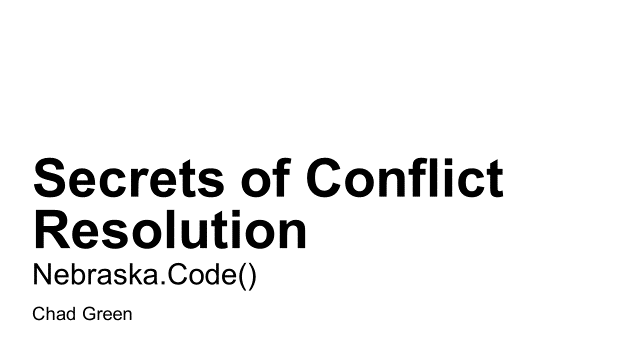 Secrets of Conflict
Resolution
Nebraska.Code()
Chad Green